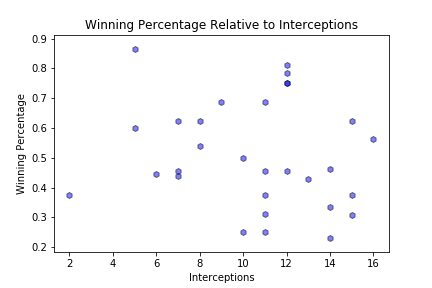 Winning Percentage Relative to Interceptions
Winning Percentage
0.9
0.8
0.7
0.6
0.5
0.4
0.3
0.2
2 4 6 8 10 12 14 16
Interceptions